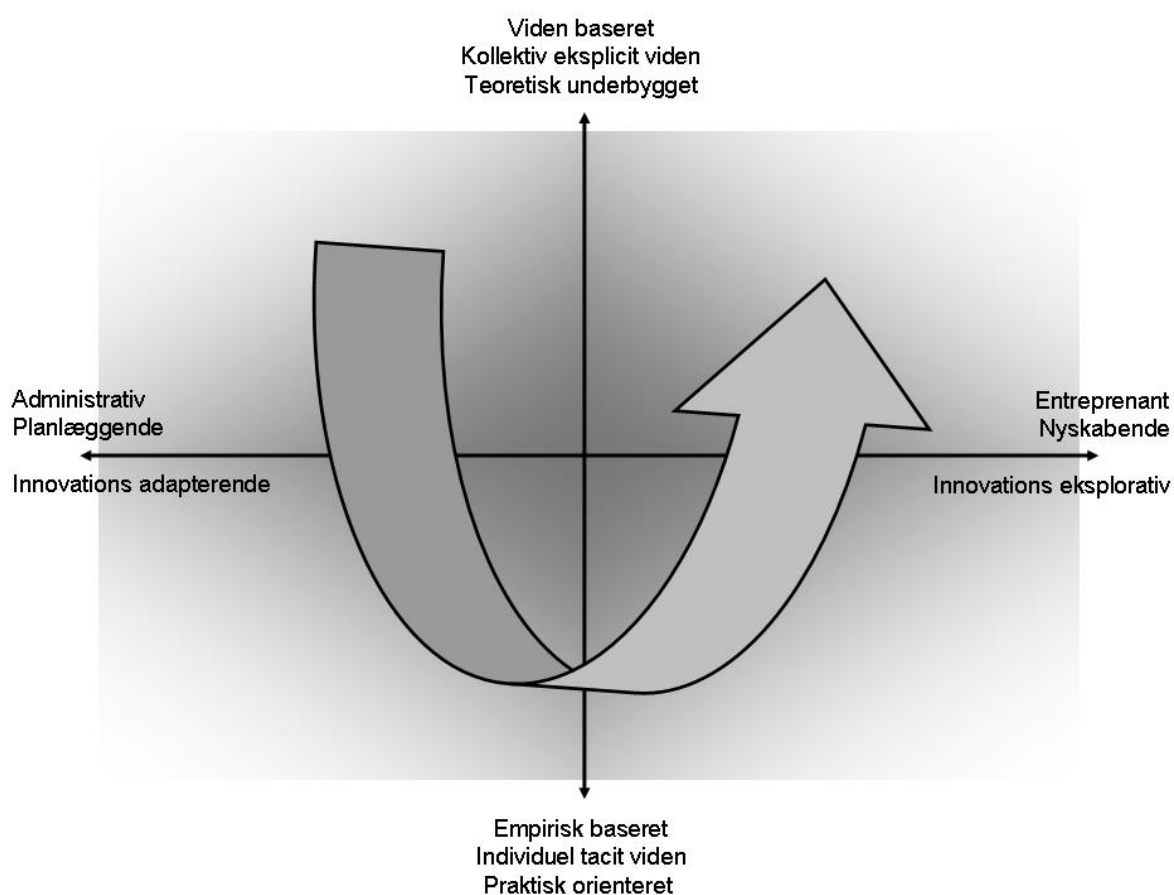 Viden baseret
Kollektiv eksplicit viden
Teoretisk underbygget
Administrativ
Planlæggende
Innovations adapterende
Entreprenant
Nyskabende
Innovations eksplorativ
Empirisk baseret
Individuel tacit viden
Praktisk orienteret